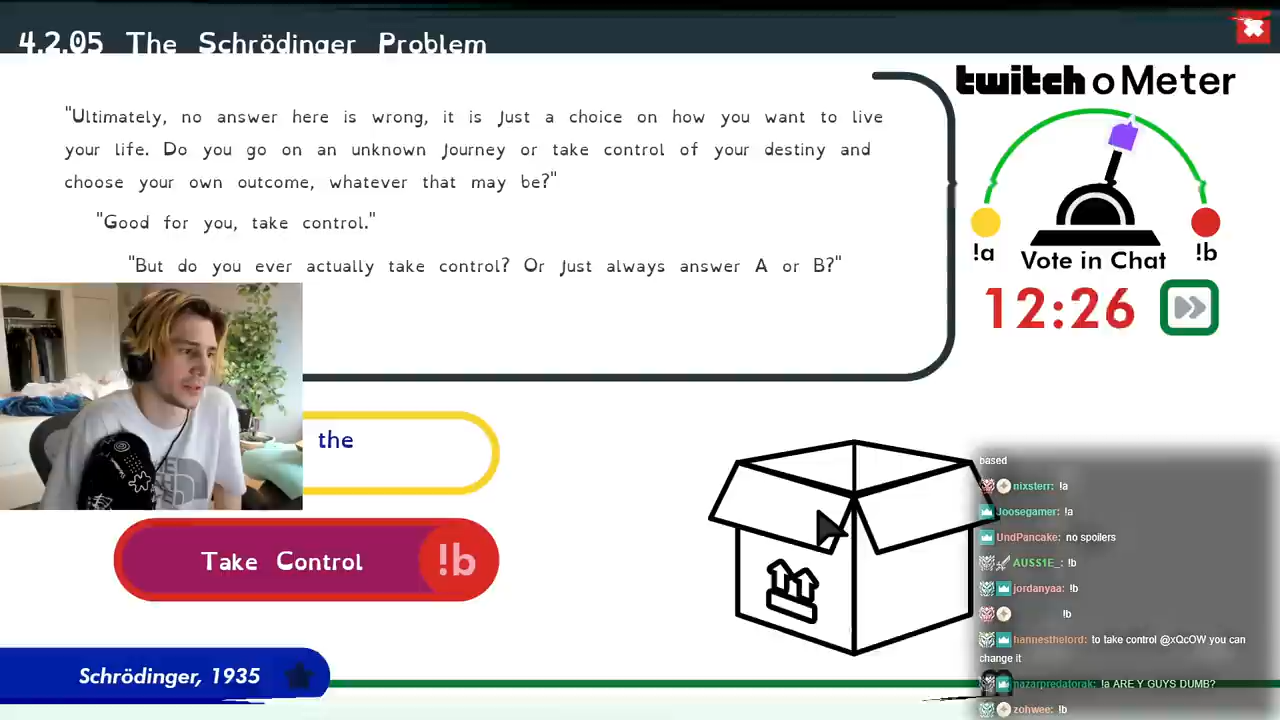 4.2.05 The Schrödinger Problem
"Ultimately, no answer here is wrong, it is just a choice on how you want to live
your life. Do you go on an unknown journey or take control of your destiny and
choose your own outcome, whatever that may be?"
"Good for you, take control."
"But do you ever actually take control? Or just always answer A or B?"
twitch o Meter
!a
Vote in Chat
!b
12:26
the
Take Control
!b
Schrödinger, 1935
based
nixsterr: !a
Joosegamer: !a
UndPancake: no spoilers
AUSS1E_: !b
jordanyaa: !b
!b
hannesthelord: to take control @xQcOW you can
change it
nazarpredatorak: !a ARE Y GUYS DUMB?
zohwee: !b